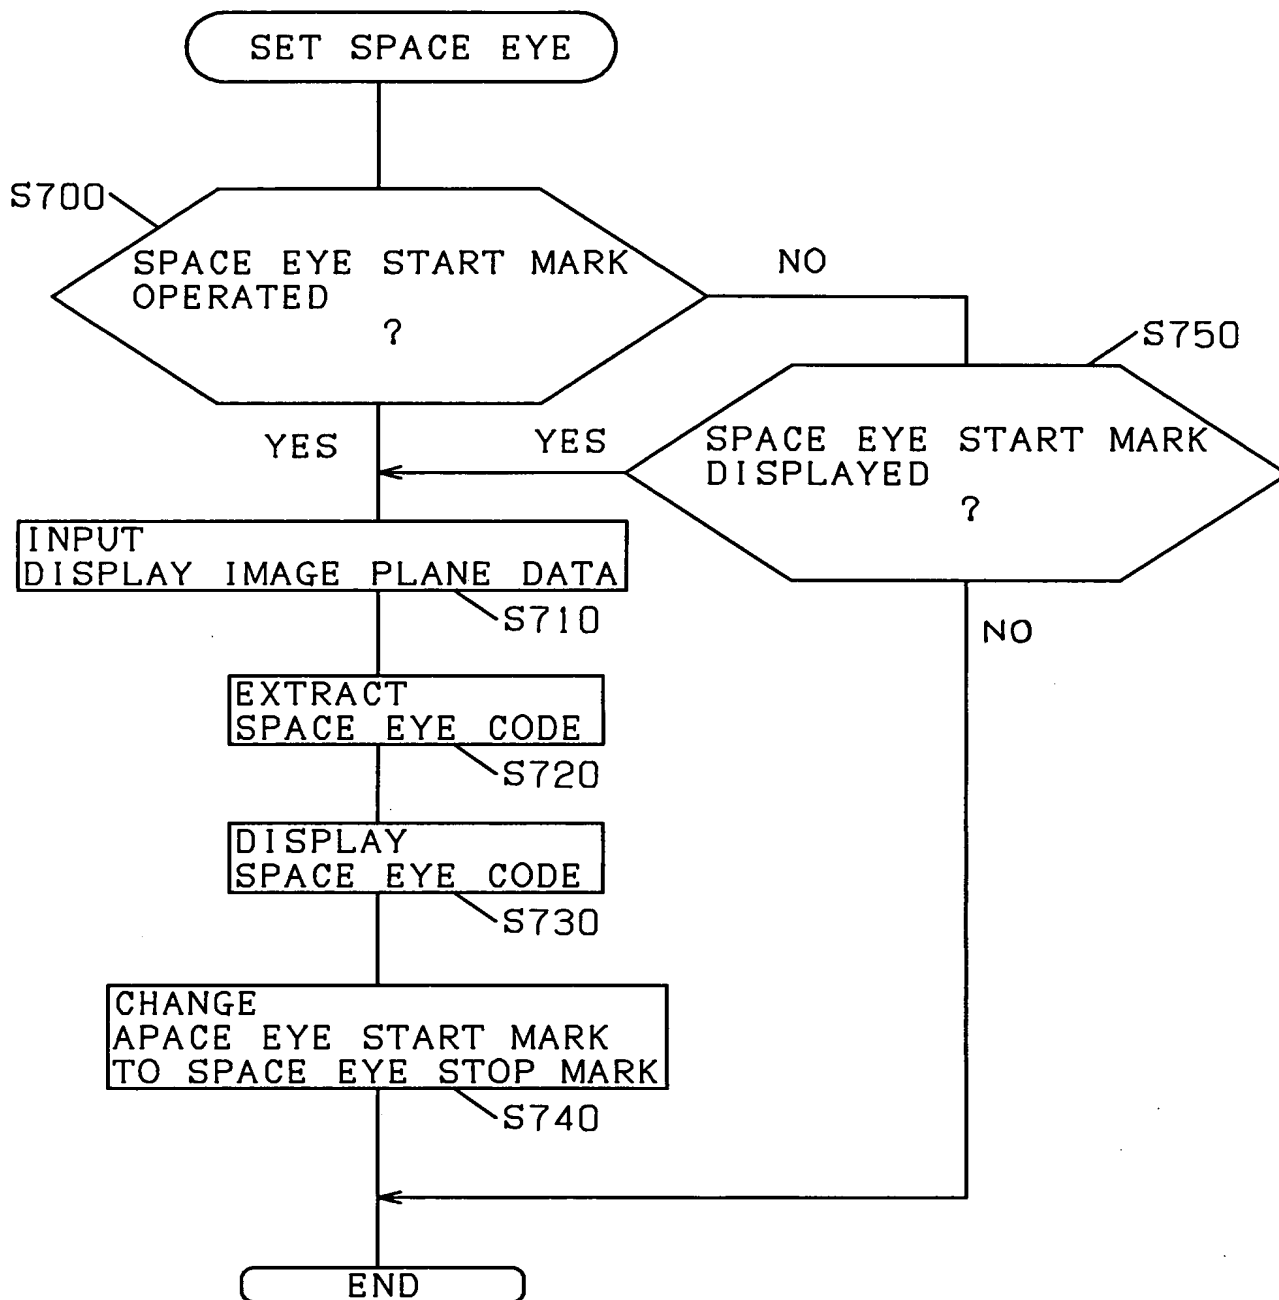 SET SPACE EYE
S700
SPACE EYE START MARK
OPERATED
?
NO
S750
YES
YES
SPACE EYE START MARK
DISPLAYED
?
INPUT
DISPLAY IMAGE PLANE DATA
S710
NO
EXTRACT
SPACE EYE CODE
S720
DISPLAY
SPACE EYE CODE
S730
CHANGE
APACE EYE START MARK
TO SPACE EYE STOP MARK
S740
END